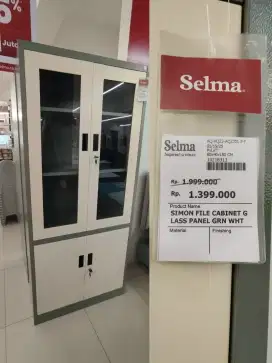 %
Selma.
Selma
Rp. 1.999.000
Rp. 1.399.000
Product Name
SIMON FILE CABINET G
LASS PANEL GRN WHT
Material Finishing